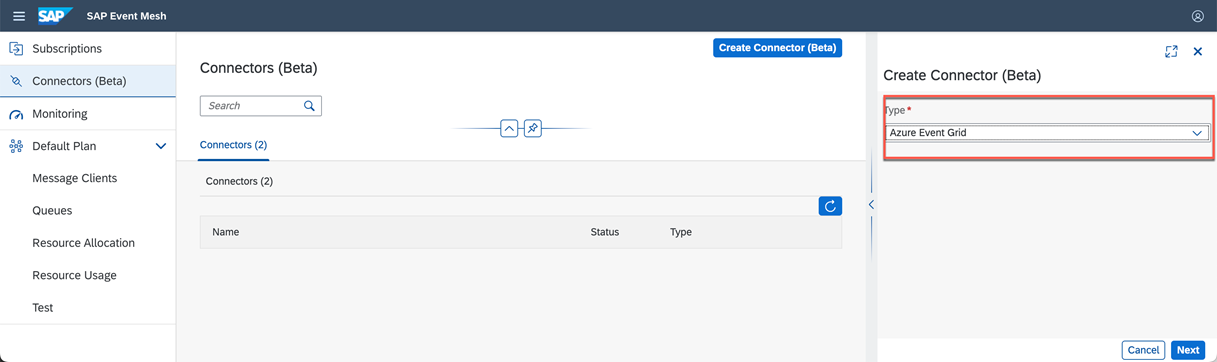 SAP SAP Event Mesh
Subscriptions
Connectors (Beta)
Monitoring
Default Plan
Message Clients
Queues
Resource Allocation
Resource Usage
Test
Create Connector (Beta)
Connectors (Beta)
Search
Connectors (2)
Connectors (2)
Name Status Type
Create Connector (Beta)
Type *
Azure Event Grid
Cancel Next